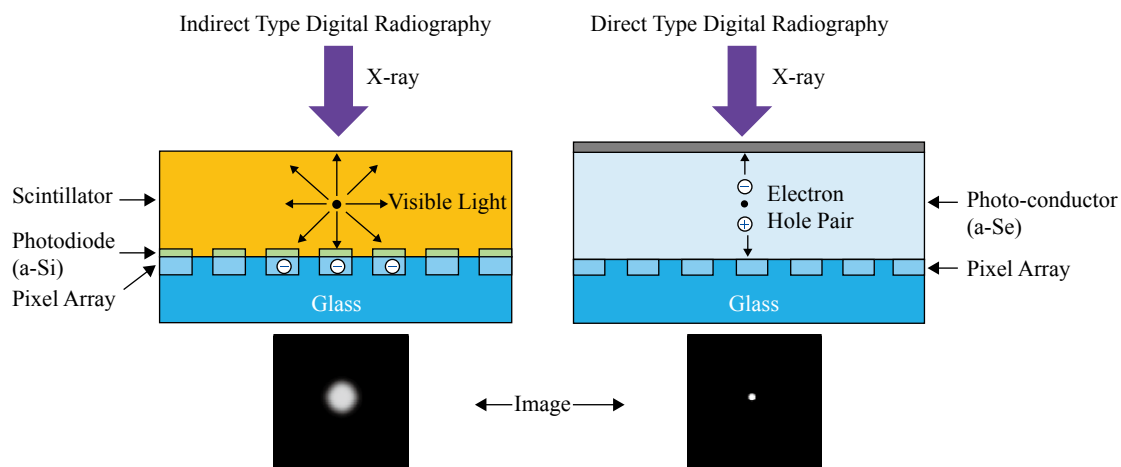 Indirect Type Digital Radiography
X-ray
Scintillator
Visible Light
Photodiode
(a-Si)
Pixel Array
Glass
Direct Type Digital Radiography
X-ray
Electron
Hole Pair
Photo-conductor
(a-Se)
Pixel Array
Glass
Image